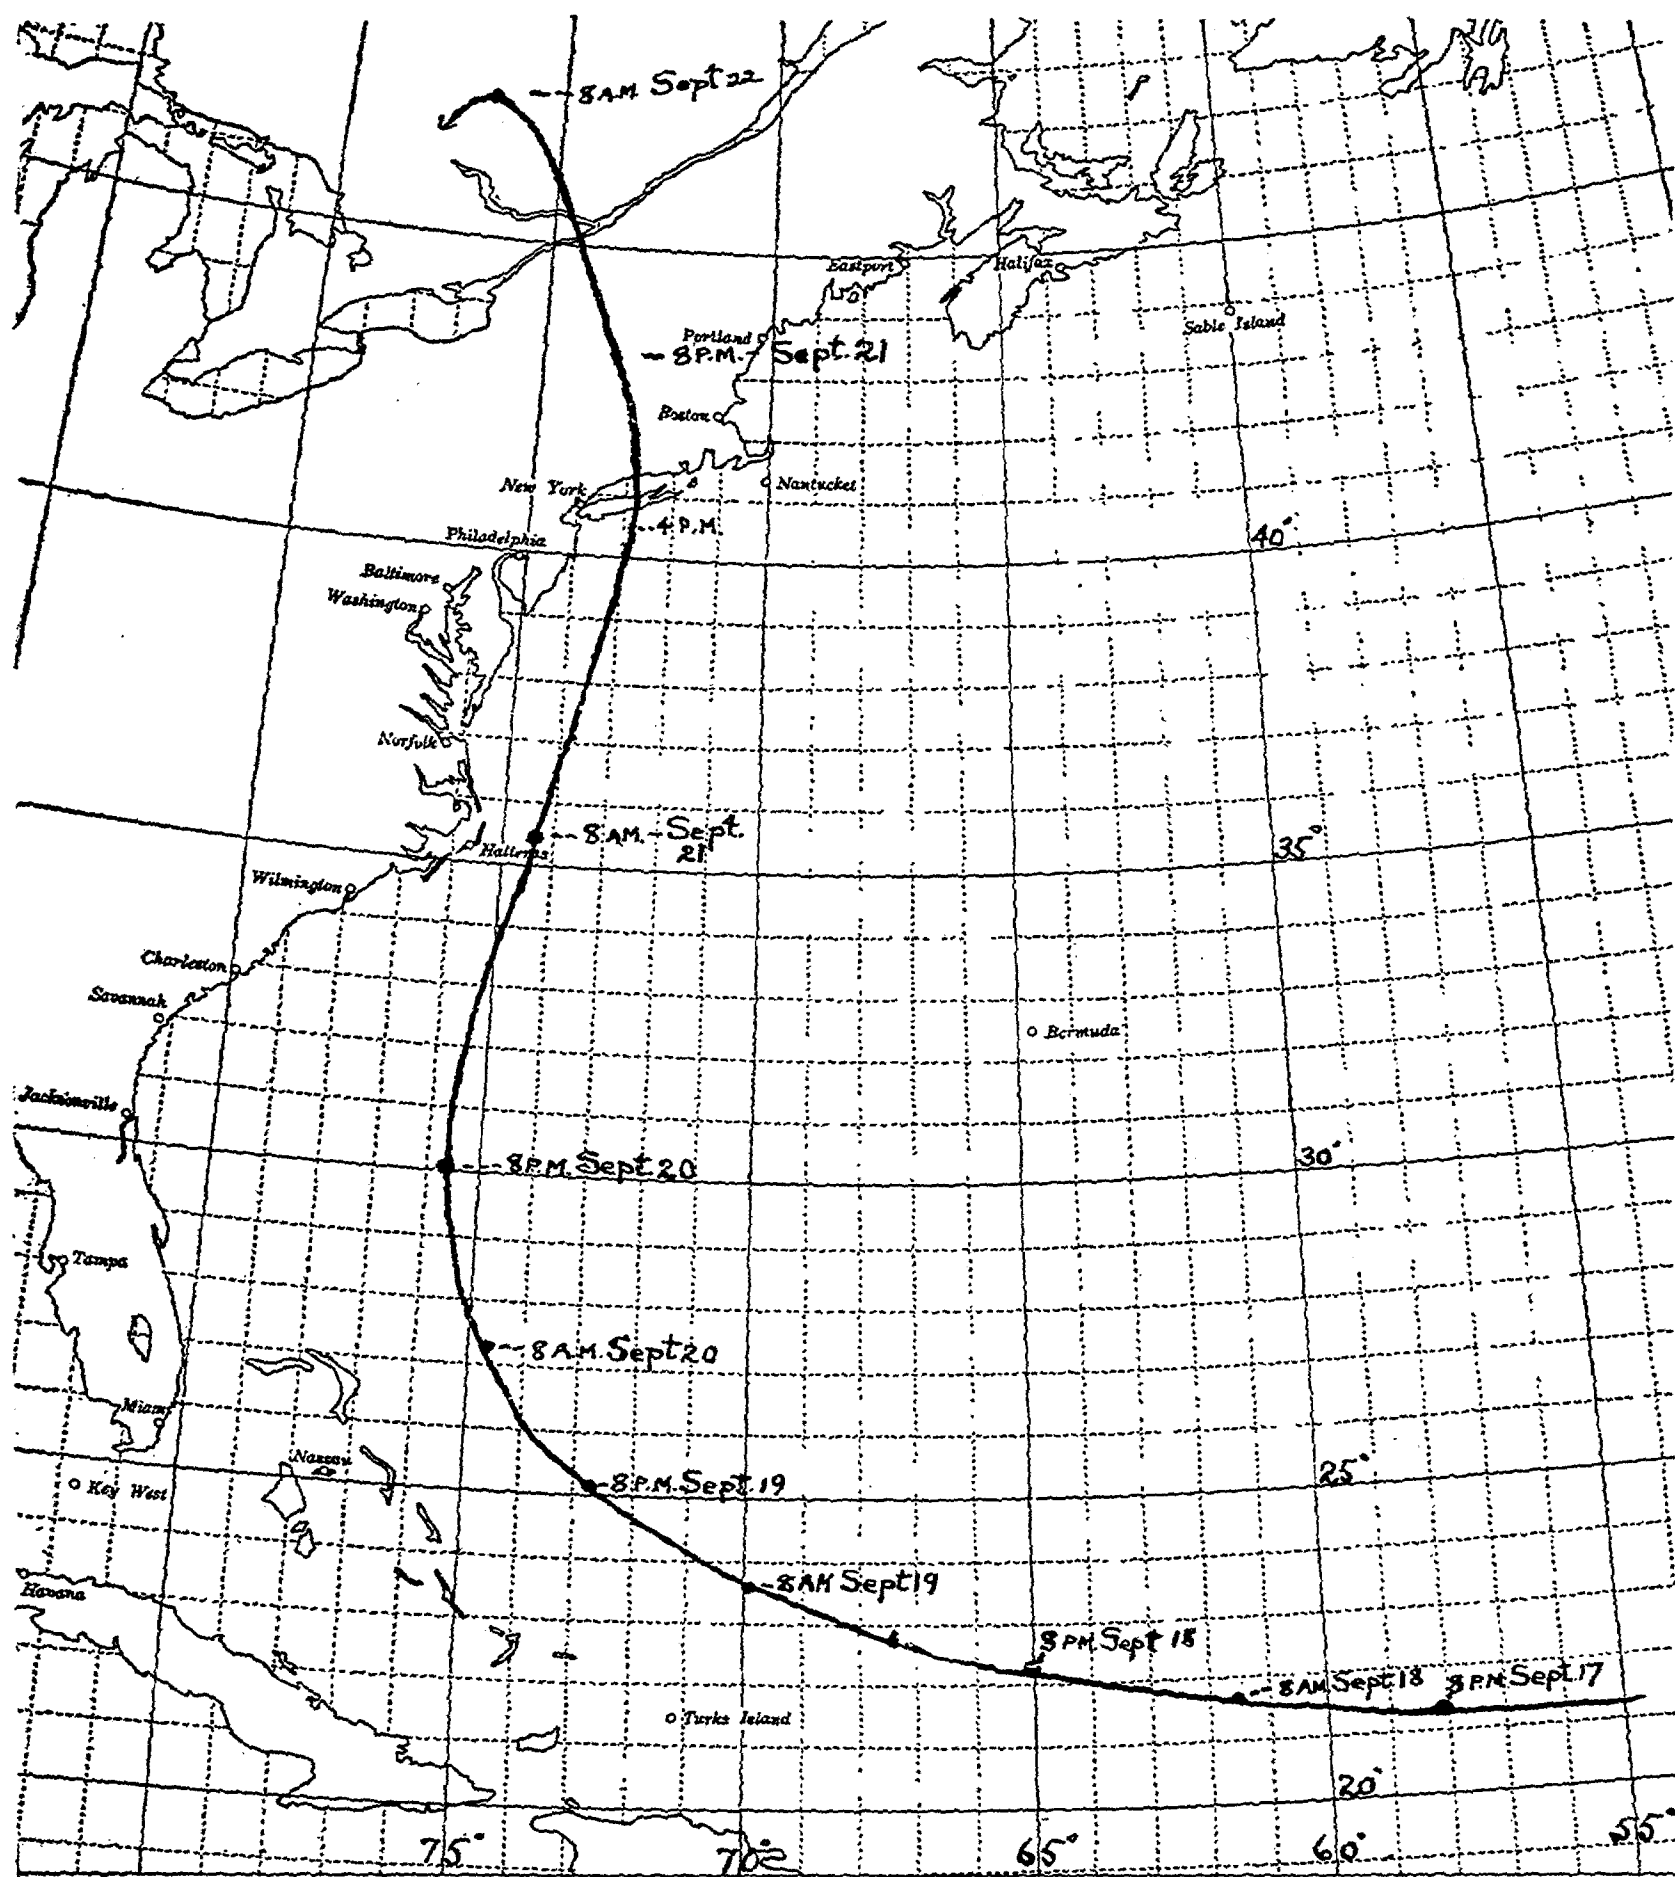 8 A.M. Sept 22
Eastport
Halifax
Sable Island
Portland
8 P.M. - Sept. 21
Boston
New York
Nantucket
4 P.M.
40°
Philadelphia
Baltimore
Washington
Norfolk
8 A.M. - Sept.
21
35°
Hatteras
Wilmington
Charleston
Savannah
Bermuda
Jacksonville
30°
8 P.M. Sept 20
Tampa
8 A.M. Sept 20
Miami
Nassau
25°
Key West
8 P.M. Sept 19
Havana
8 AM Sept 19
8 PM Sept 18
8 AM Sept 18
8 PM Sept 17
Turks Island
20°
75°
70°
65°
60°
55°